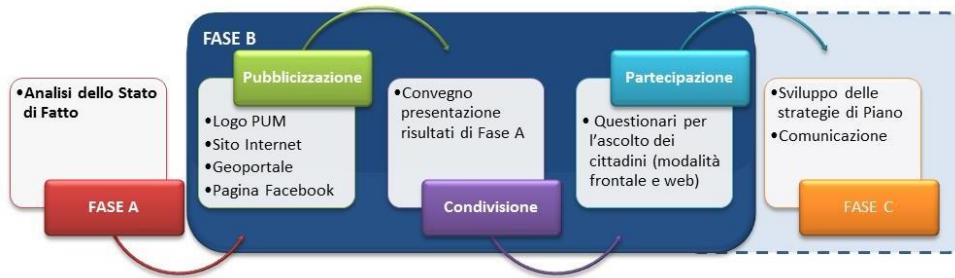 FASE B
•Analisi dello Stato
di Fatto
FASE A
Pubblicizzazione
•Logo PUM
•Sito Internet
•Geoportale
•Pagina Facebook
•Convegno
presentazione
risultati di Fase A
Condivisione
Partecipazione
• Questionari per
l'ascolto dei
cittadini (modalità
frontale e web)
•Sviluppo delle
strategie di Piano
•Comunicazione
FASE C